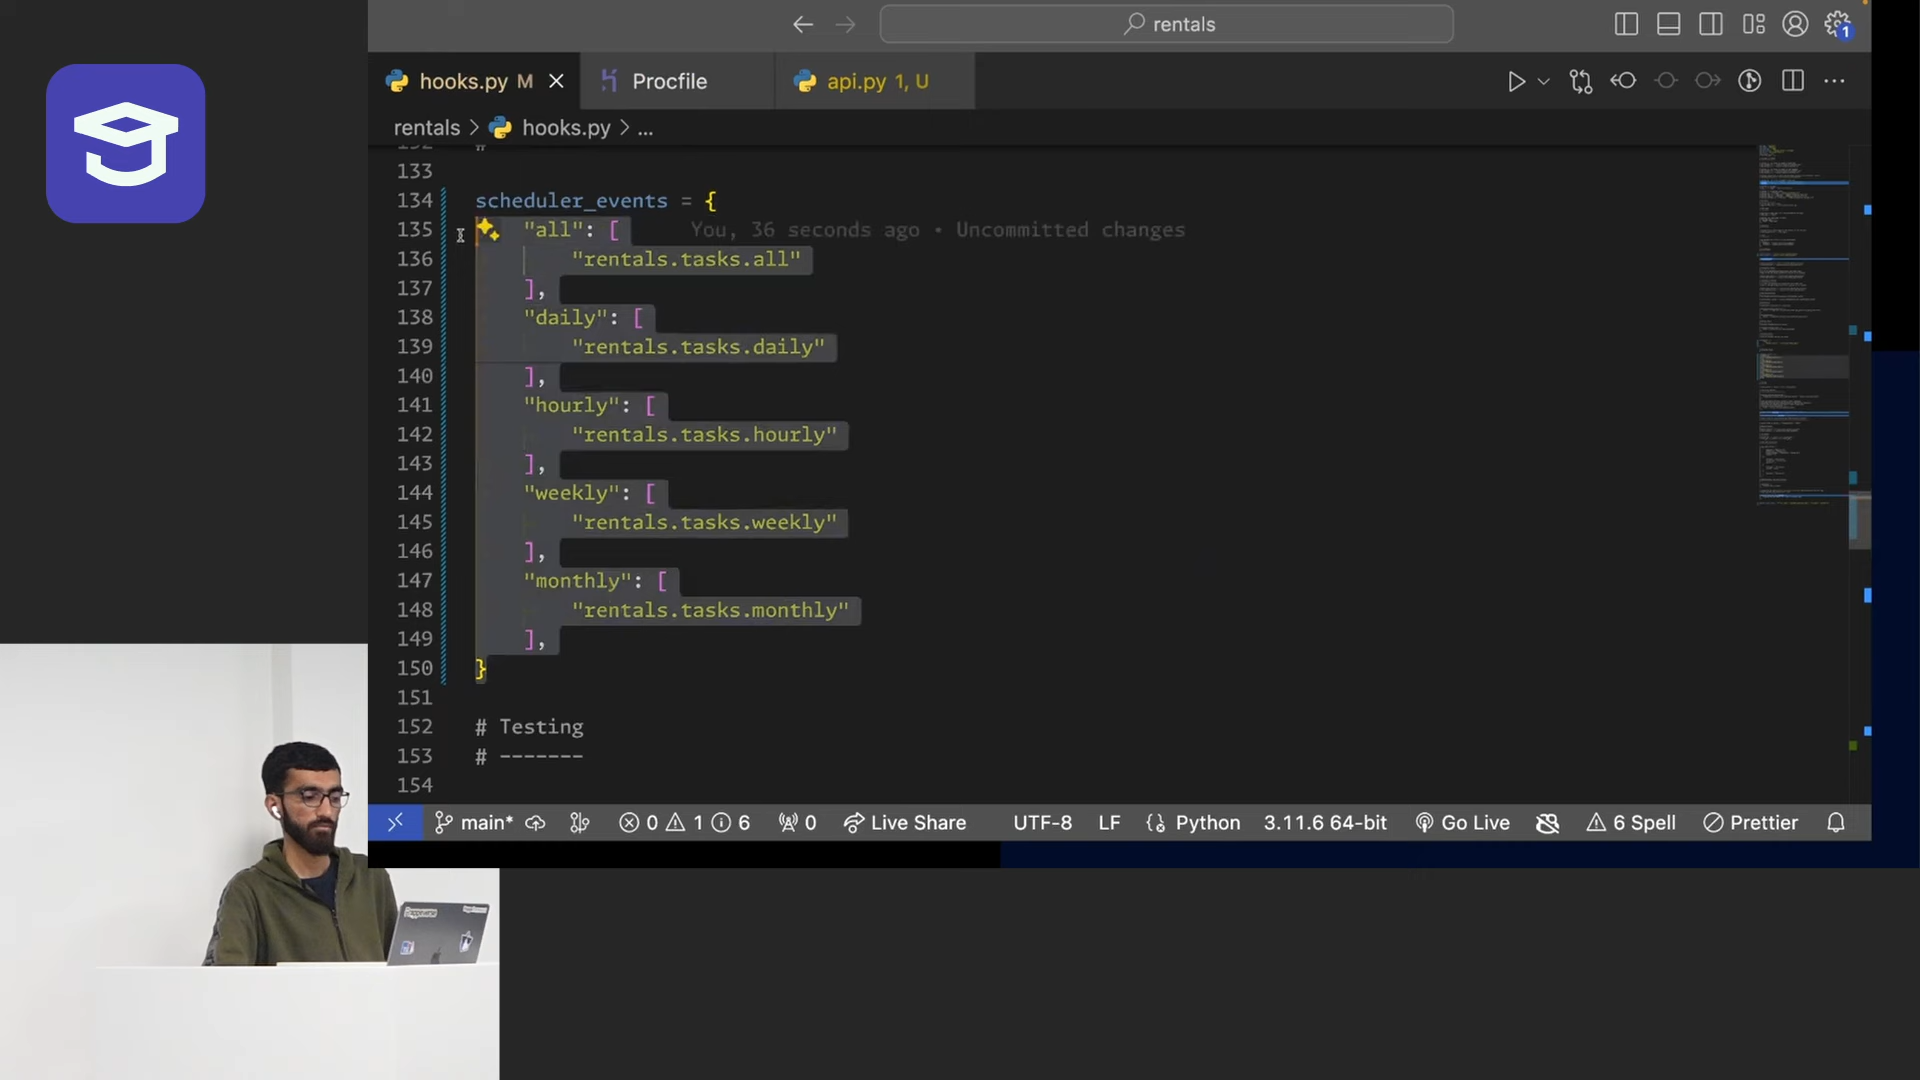 rentals
1
hooks.py M
Procfile
api.py 1, U
rentals > hooks.py > ...
132 #
133
134 scheduler_events = {
135 "all": [ You, 36 seconds ago • Uncommitted changes
136 "rentals.tasks.all"
137 ],
138 "daily": [
139 "rentals.tasks.daily"
140 ],
141 "hourly": [
142 "rentals.tasks.hourly"
143 ],
144 "weekly": [
145 "rentals.tasks.weekly"
146 ],
147 "monthly": [
148 "rentals.tasks.monthly"
149 ],
150 }
151
152 # Testing
153 # -------
154
main* 0 1 6 0 Live Share UTF-8 LF Python 3.11.6 64-bit Go Live 6 Spell Prettier